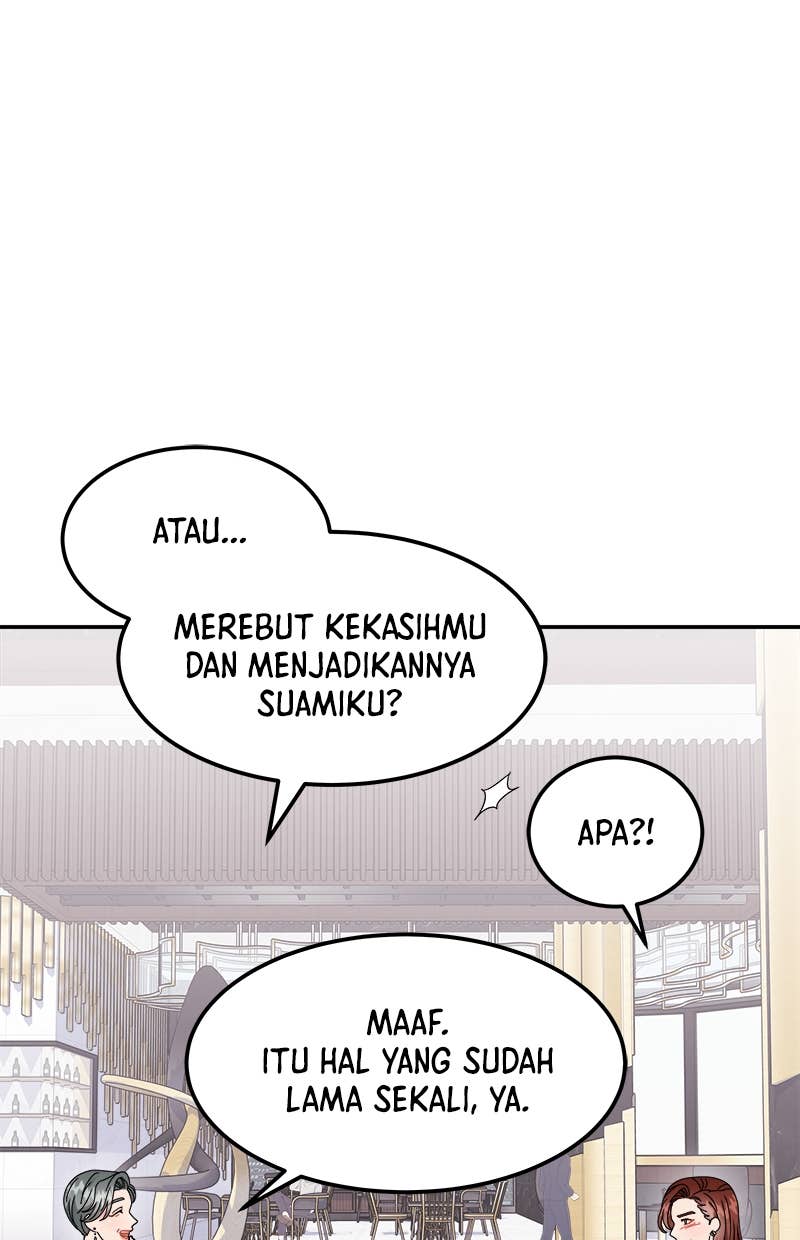 ATAU...
MEREBUT KEKASIHMU
DAN MENJADIKANNYA
SUAMIKU?
APA?!
MAAF.
ITU HAL YANG SUDAH
LAMA SEKALI, YA.